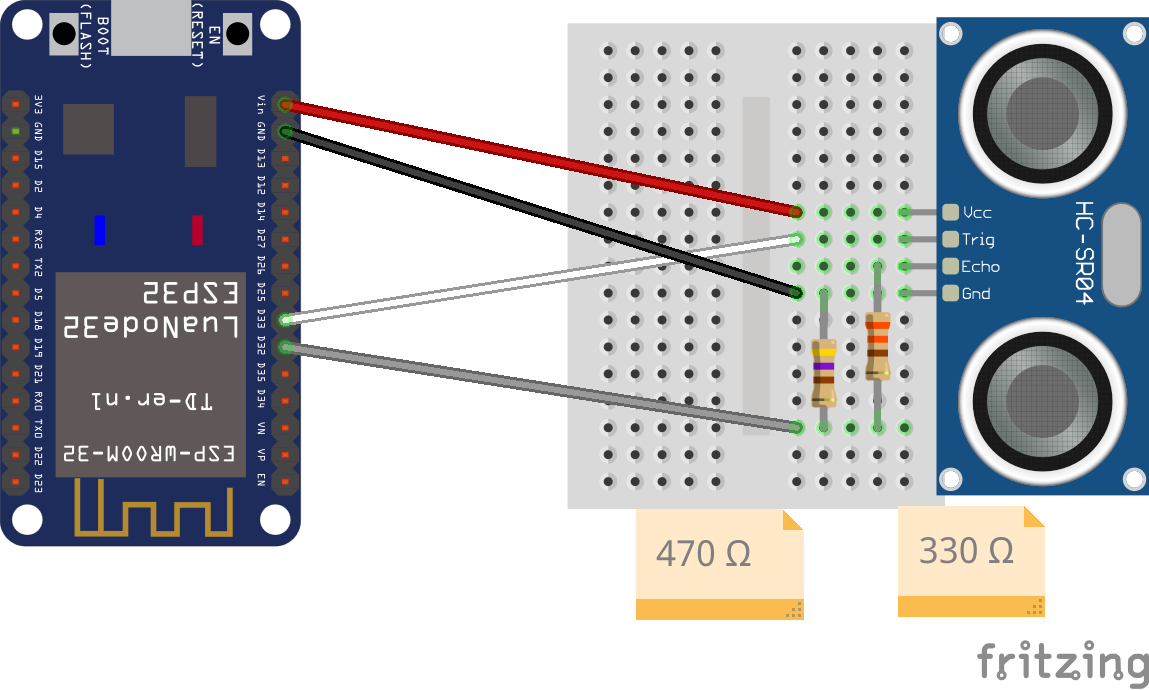 BOOT
(FLASH)
EN
(RESET)
3V3
GND
D15
D2
D4
RX2
TX2
D5
D18
D19
D21
RX0
TX0
D22
D23
Vin
GND
D13
D12
D14
D27
D26
D25
D33
D32
D35
D34
VN
VP
EN
ESP32
LuaNode32
TD-er.nl
ESP-WROOM-32
Vcc
Trig
Echo
Gnd
HC-SR04
470 Ω
330 Ω
fritzing